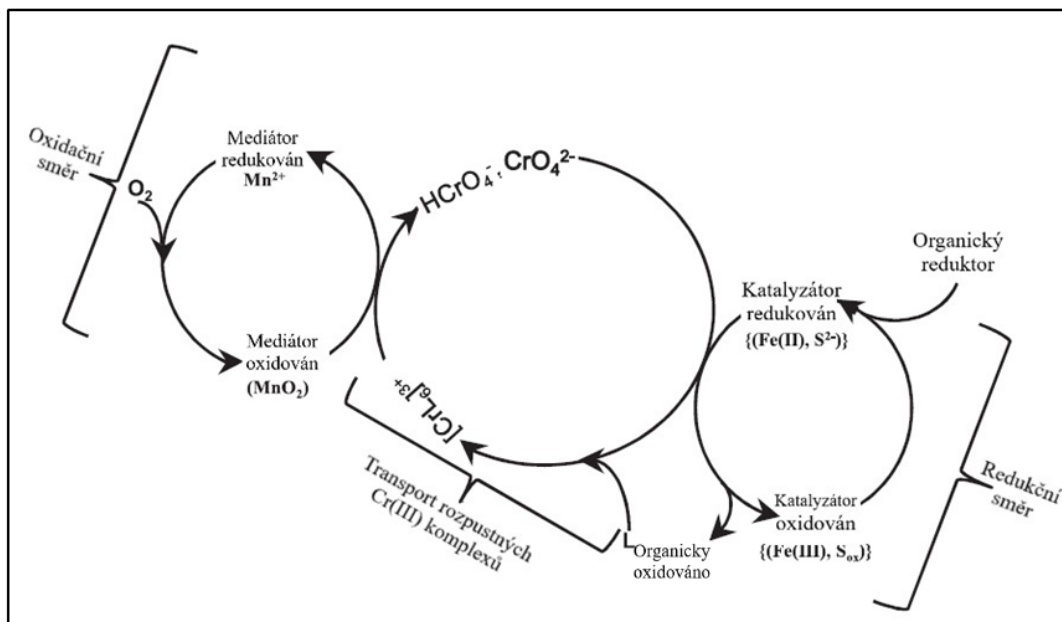 Oxidační
směr
O₂
Mediátor
redukován
Mn²⁺
Mediátor
oxidován
(MnO₂)
HCrO₄⁻, CrO₄²⁻
[CrL₆]³⁺
Transport rozpustných
Cr(III) komplexů
L
Organicky
oxidováno
Organický
reduktor
Katalyzátor
redukován
{(Fe(II), S²⁻)}
Katalyzátor
oxidován
{(Fe(III), Sₒₓ)}
Redukční
směr